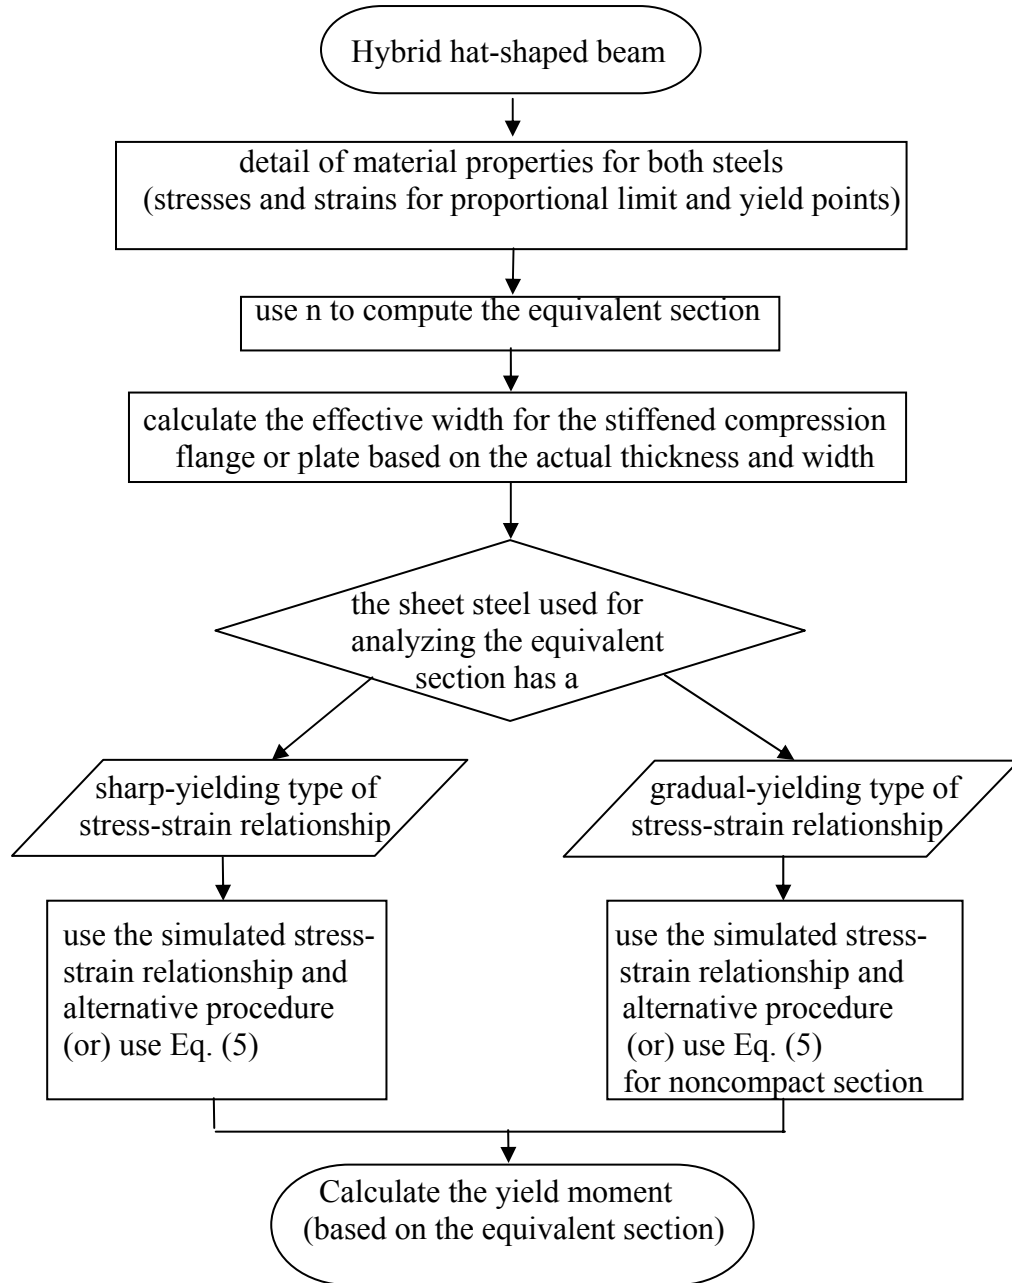 Hybrid hat-shaped beam
detail of material properties for both steels
(stresses and strains for proportional limit and yield points)
use n to compute the equivalent section
calculate the effective width for the stiffened compression
flange or plate based on the actual thickness and width
the sheet steel used for
analyzing the equivalent
section has a
sharp-yielding type of
stress-strain relationship
gradual-yielding type of
stress-strain relationship
use the simulated stress-
strain relationship and
alternative procedure
(or) use Eq. (5)
use the simulated stress-
strain relationship and
alternative procedure
(or) use Eq. (5)
for noncompact section
Calculate the yield moment
(based on the equivalent section)